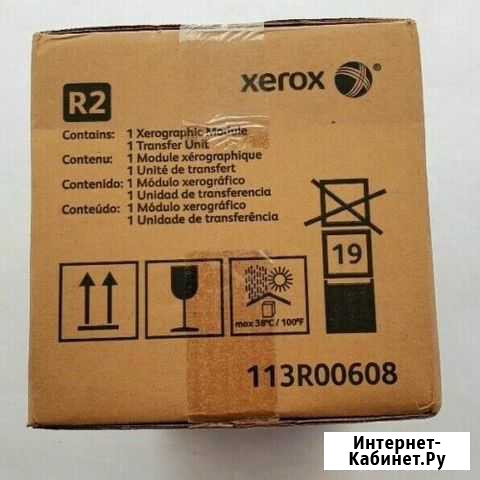 R2
xerox ®
Contains: 1 Xerographic Module
1 Transfer Unit
Contenu: 1 Module xérographique
1 Unité de transfert
Contenido: 1 Módulo xerográfico
1 Unidad de transferencia
Conteúdo: 1 Módulo xerográfico
1 Unidade de transferência
19
max 38ºC / 100ºF
113R00608
Интернет-
Кабинет.Ру